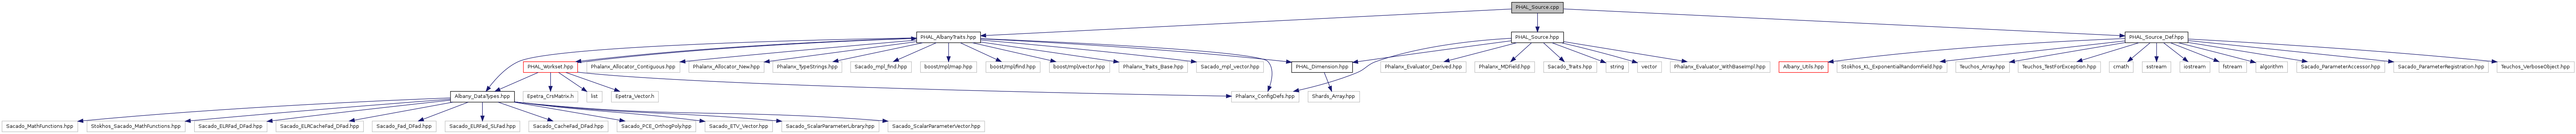 PHAL_Source.cpp
PHAL_AlbanyTraits.hpp
PHAL_Source.hpp
PHAL_Source_Def.hpp
PHAL_Workset.hpp
Phalanx_Allocator_Contiguous.hpp
Phalanx_Allocator_New.hpp
Phalanx_TypeStrings.hpp
Sacado_mpl_find.hpp
boost/mpl/map.hpp
boost/mpl/find.hpp
boost/mpl/vector.hpp
Phalanx_Traits_Base.hpp
Sacado_mpl_vector.hpp
PHAL_Dimension.hpp
Phalanx_Evaluator_Derived.hpp
Phalanx_MDField.hpp
Sacado_Traits.hpp
string
vector
Phalanx_Evaluator_WithBaseImpl.hpp
Albany_Utils.hpp
Stokhos_KL_ExponentialRandomField.hpp
Teuchos_Array.hpp
Teuchos_TestForException.hpp
cmath
sstream
iostream
fstream
algorithm
Sacado_ParameterAccessor.hpp
Sacado_ParameterRegistration.hpp
Teuchos_VerboseObject.hpp
Albany_DataTypes.hpp
Epetra_CrsMatrix.h
list
Epetra_Vector.h
Phalanx_ConfigDefs.hpp
Shards_Array.hpp
Sacado_MathFunctions.hpp
Stokhos_Sacado_MathFunctions.hpp
Sacado_ELRFad_DFad.hpp
Sacado_ELRCacheFad_DFad.hpp
Sacado_Fad_DFad.hpp
Sacado_ELRFad_SLFad.hpp
Sacado_CacheFad_DFad.hpp
Sacado_PCE_OrthogPoly.hpp
Sacado_ETV_Vector.hpp
Sacado_ScalarParameterLibrary.hpp
Sacado_ScalarParameterVector.hpp